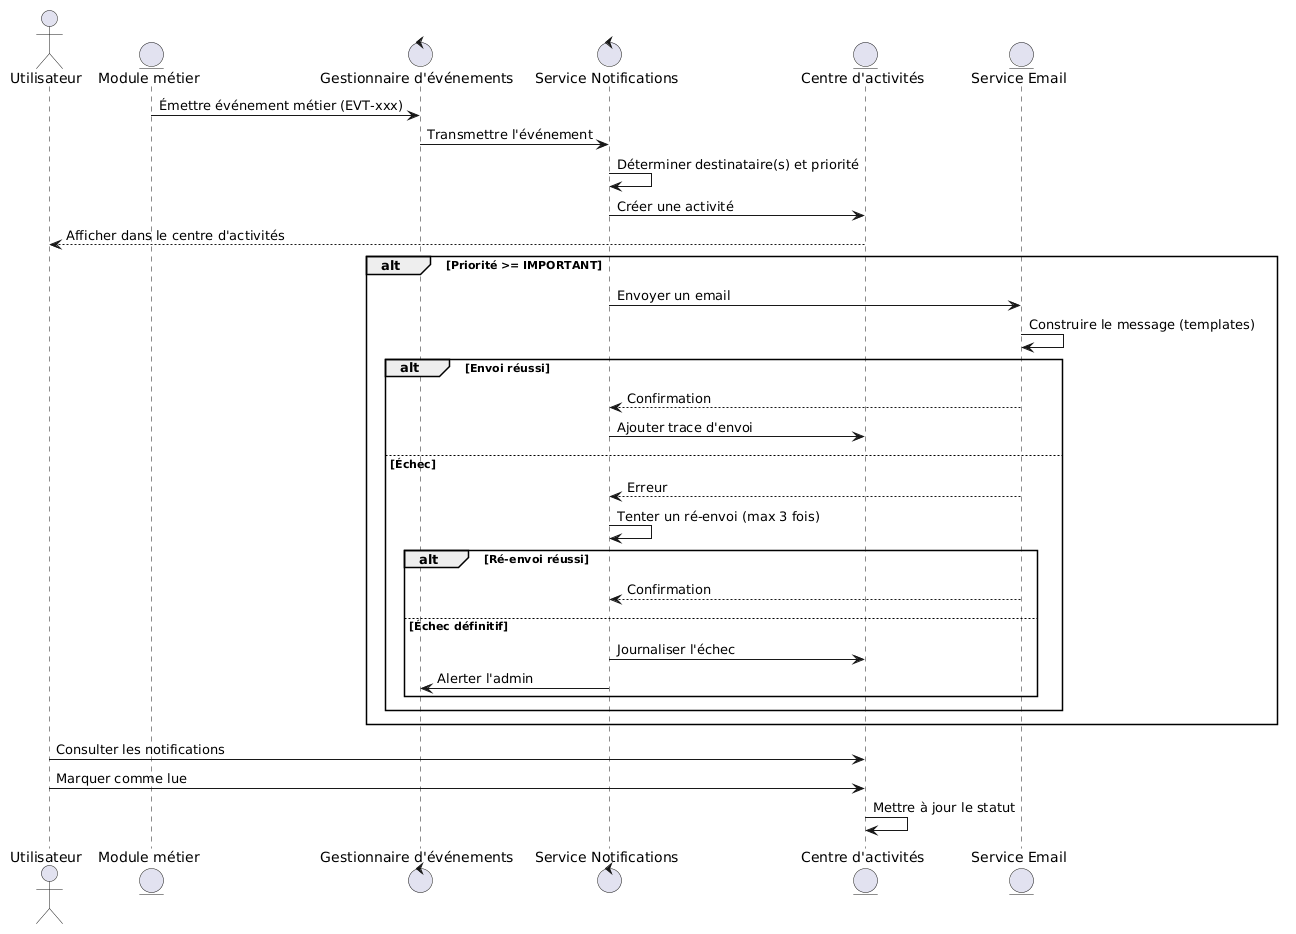 Utilisateur
Module métier
Gestionnaire d'événements
Service Notifications
Centre d'activités
Service Email
Émettre événement métier (EVT-xxx)
Transmettre l'événement
Déterminer destinataire(s) et priorité
Créer une activité
Afficher dans le centre d'activités
alt [Priorité >= IMPORTANT]
Envoyer un email
Construire le message (templates)
alt [Envoi réussi]
Confirmation
Ajouter trace d'envoi
[Échec]
Erreur
Tenter un ré-envoi (max 3 fois)
alt [Ré-envoi réussi]
Confirmation
[Échec définitif]
Journaliser l'échec
Alerter l'admin
Consulter les notifications
Marquer comme lue
Mettre à jour le statut
Utilisateur
Module métier
Gestionnaire d'événements
Service Notifications
Centre d'activités
Service Email